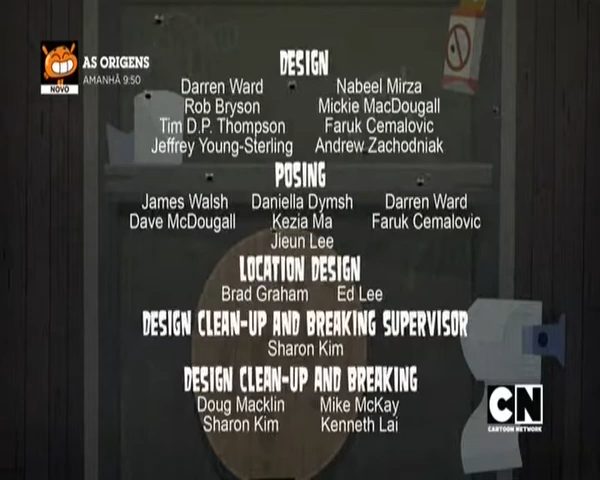 AS ORIGENS
AMANHÃ 9:50
NOVO
DESIGN
Darren Ward Nabeel Mirza
Rob Bryson Mickie MacDougall
Tim D.P. Thompson Faruk Cemalovic
Jeffrey Young-Sterling Andrew Zachodniak
POSING
James Walsh Daniella Dymsh Darren Ward
Dave McDougall Kezia Ma Faruk Cemalovic
Jieun Lee
LOCATION DESIGN
Brad Graham Ed Lee
DESIGN CLEAN-UP AND BREAKING SUPERVISOR
Sharon Kim
DESIGN CLEAN-UP AND BREAKING
Doug Macklin Mike McKay
Sharon Kim Kenneth Lai
CN
CARTOON NETWORK